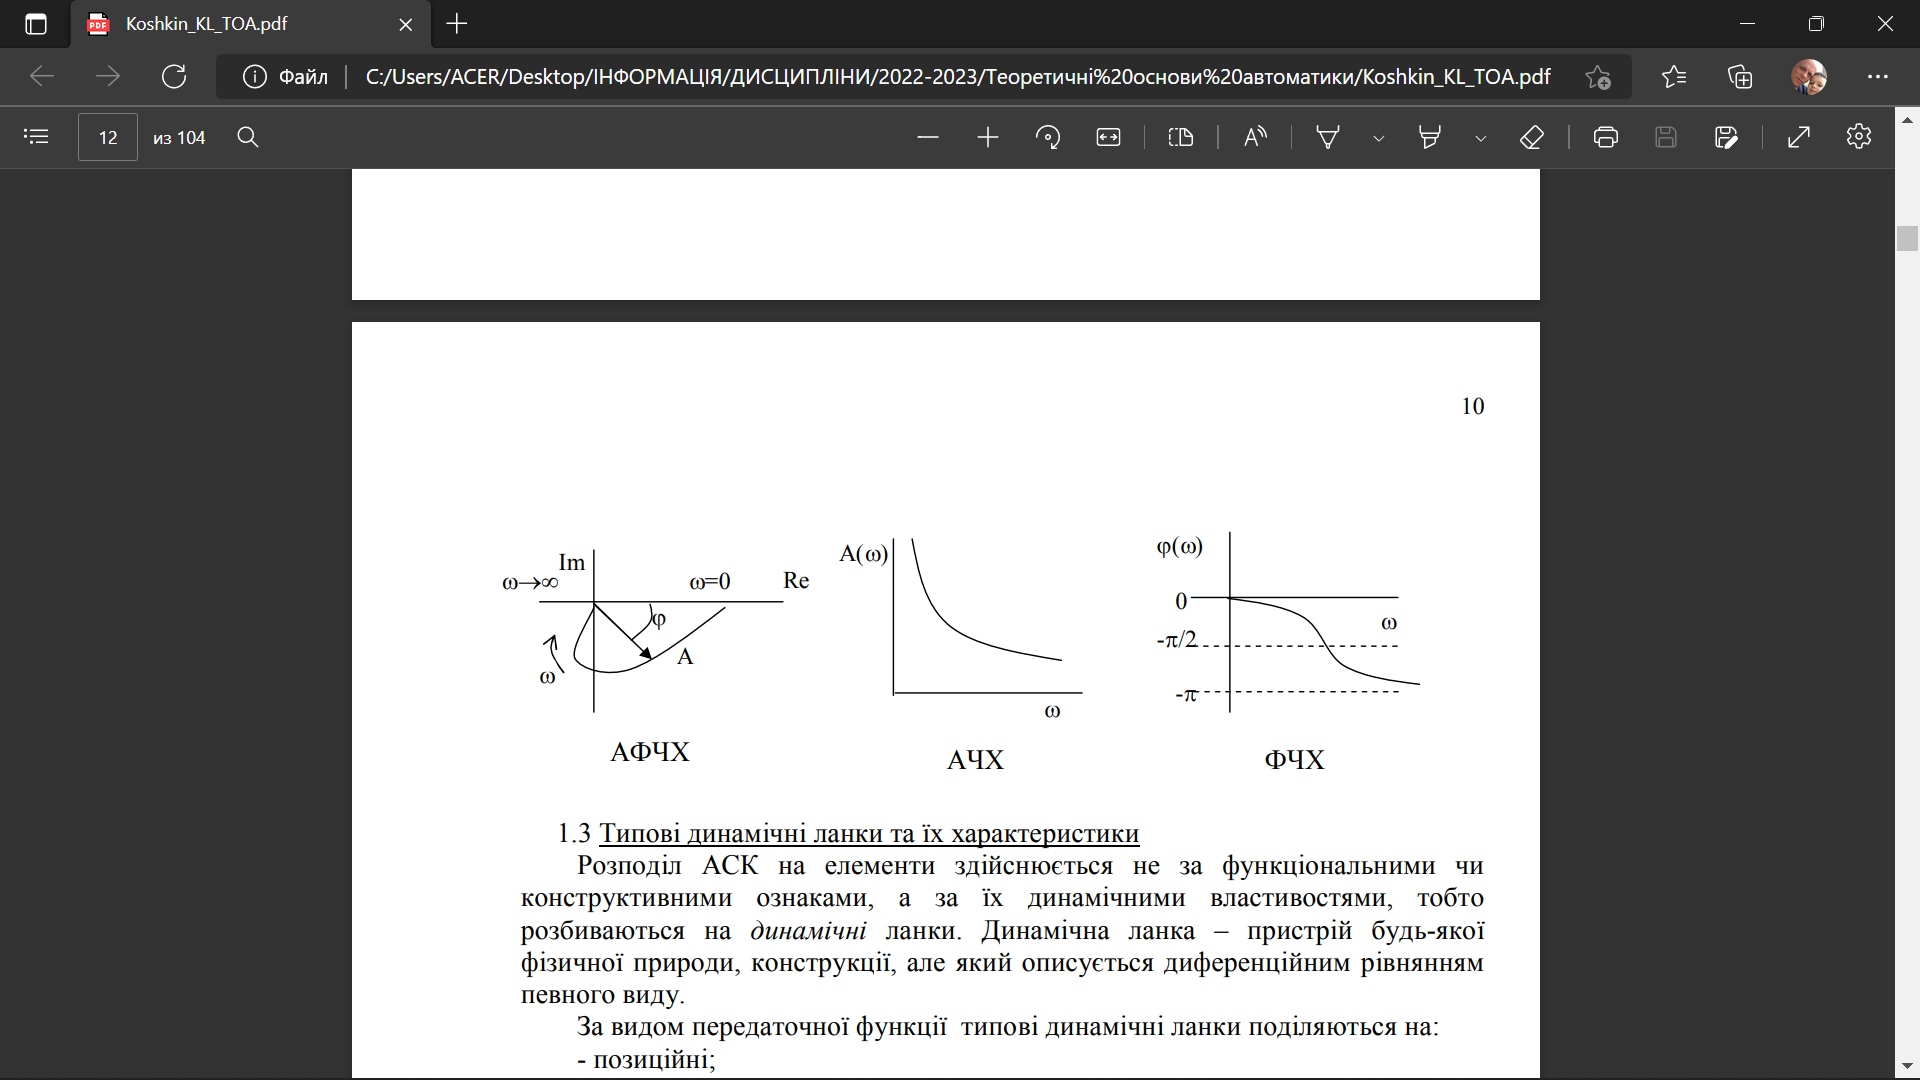 Koshkin_KL_TOA.pdf
Файл
C:/Users/ACER/Desktop/ІНФОРМАЦІЯ/ДИСЦИПЛІНИ/2022-2023/Теоретичні%20основи%20автоматики/Koshkin_KL_TOA.pdf
12 из 104
10
Im
ω→∞
ω=0
Re
φ
A
ω
АФЧХ
A(ω)
ω
АЧХ
φ(ω)
0
ω
-π/2
-π
ФЧХ
1.3 Типові динамічні ланки та їх характеристики
Розподіл АСК на елементи здійснюється не за функціональними чи
конструктивними ознаками, а за їх динамічними властивостями, тобто
розбиваються на динамічні ланки. Динамічна ланка – пристрій будь-якої
фізичної природи, конструкції, але який описується диференційним рівнянням
певного виду.
За видом передаточної функції типові динамічні ланки поділяються на:
- позиційні;